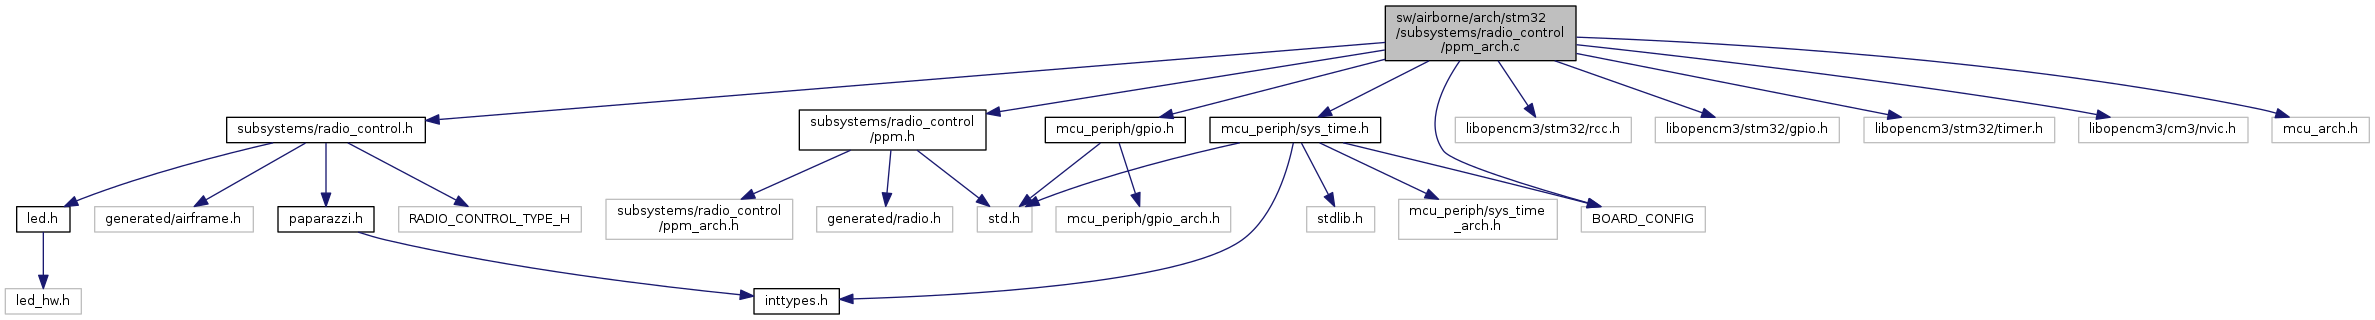 sw/airborne/arch/stm32
/subsystems/radio_control
/ppm_arch.c
subsystems/radio_control.h
subsystems/radio_control
/ppm.h
mcu_periph/gpio.h
mcu_periph/sys_time.h
libopencm3/stm32/rcc.h
libopencm3/stm32/gpio.h
libopencm3/stm32/timer.h
libopencm3/cm3/nvic.h
mcu_arch.h
led.h
generated/airframe.h
paparazzi.h
RADIO_CONTROL_TYPE_H
subsystems/radio_control
/ppm_arch.h
generated/radio.h
std.h
mcu_periph/gpio_arch.h
stdlib.h
mcu_periph/sys_time
_arch.h
BOARD_CONFIG
led_hw.h
inttypes.h